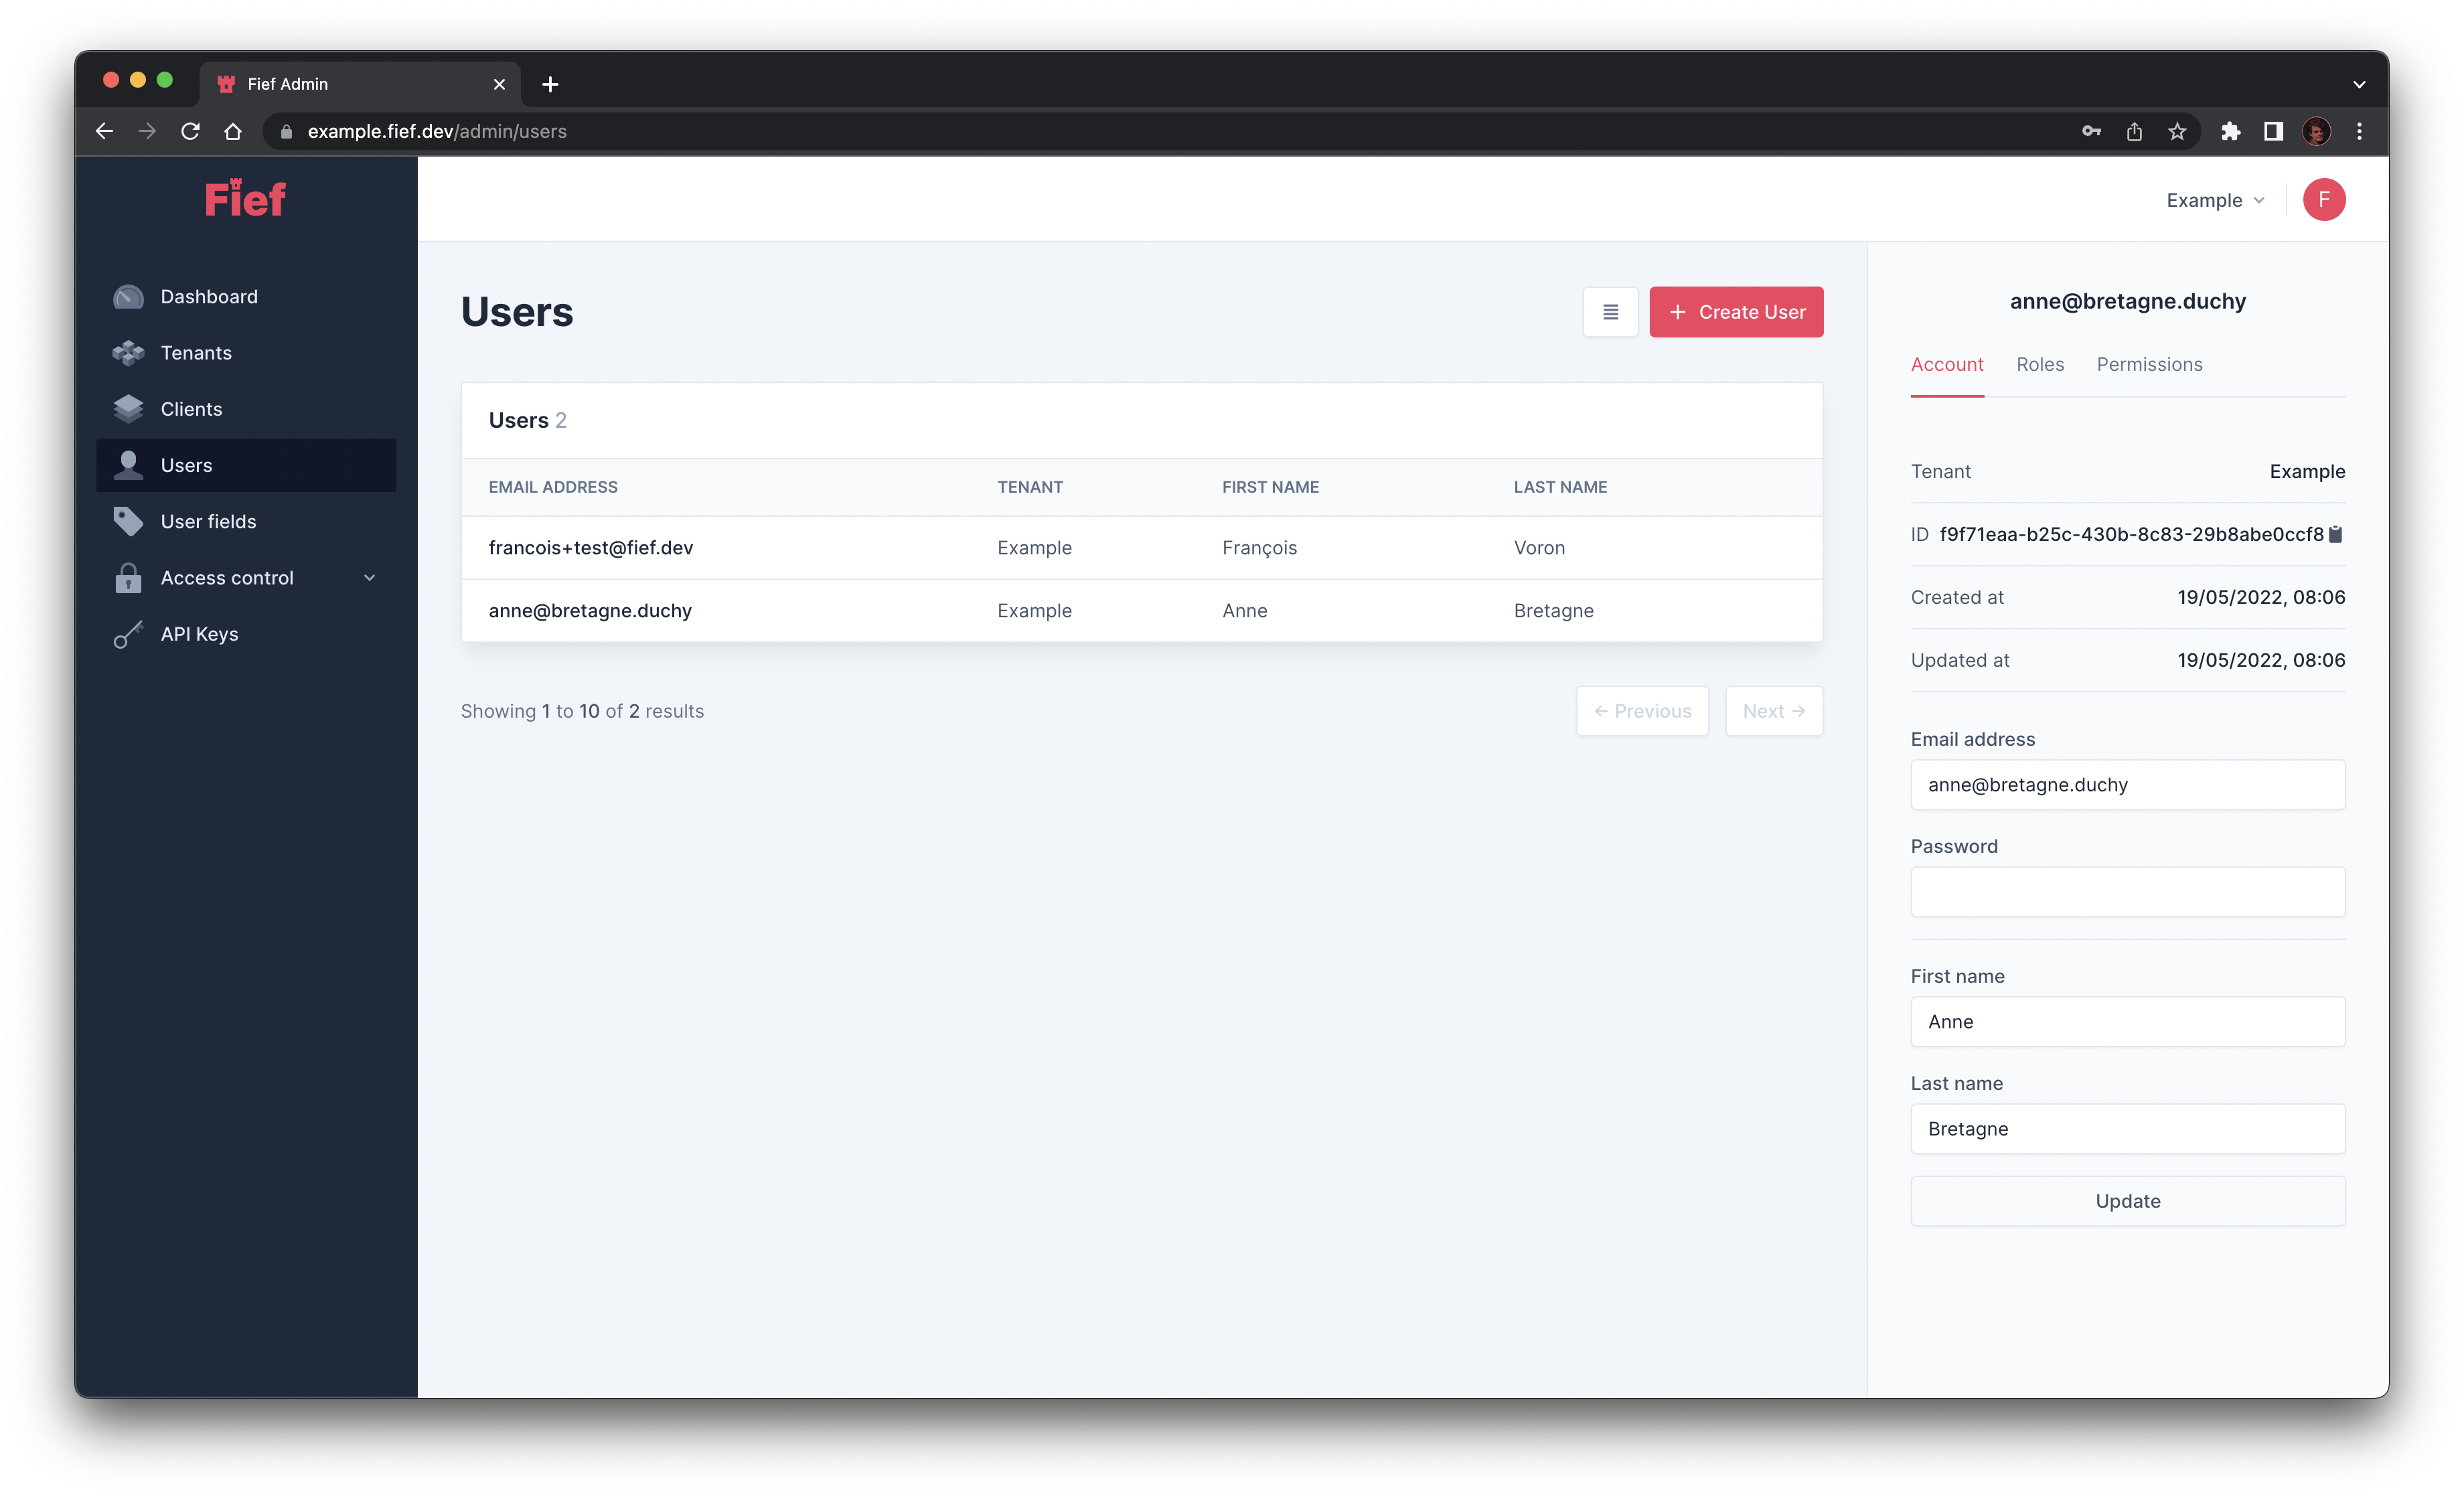 Fief Admin
example.fief.dev/admin/users
Fief
Example
F
Dashboard
Tenants
Clients
Users
User fields
Access control
API Keys
Users
Create User
Users 2
EMAIL ADDRESS TENANT FIRST NAME LAST NAME
francois+test@fief.dev Example François Voron
anne@bretagne.duchy Example Anne Bretagne
Showing 1 to 10 of 2 results
← Previous Next →
anne@bretagne.duchy
Account Roles Permissions
Tenant Example
ID f9f71eaa-b25c-430b-8c83-29b8abe0ccf8
Created at 19/05/2022, 08:06
Updated at 19/05/2022, 08:06
Email address
anne@bretagne.duchy
Password
First name
Anne
Last name
Bretagne
Update